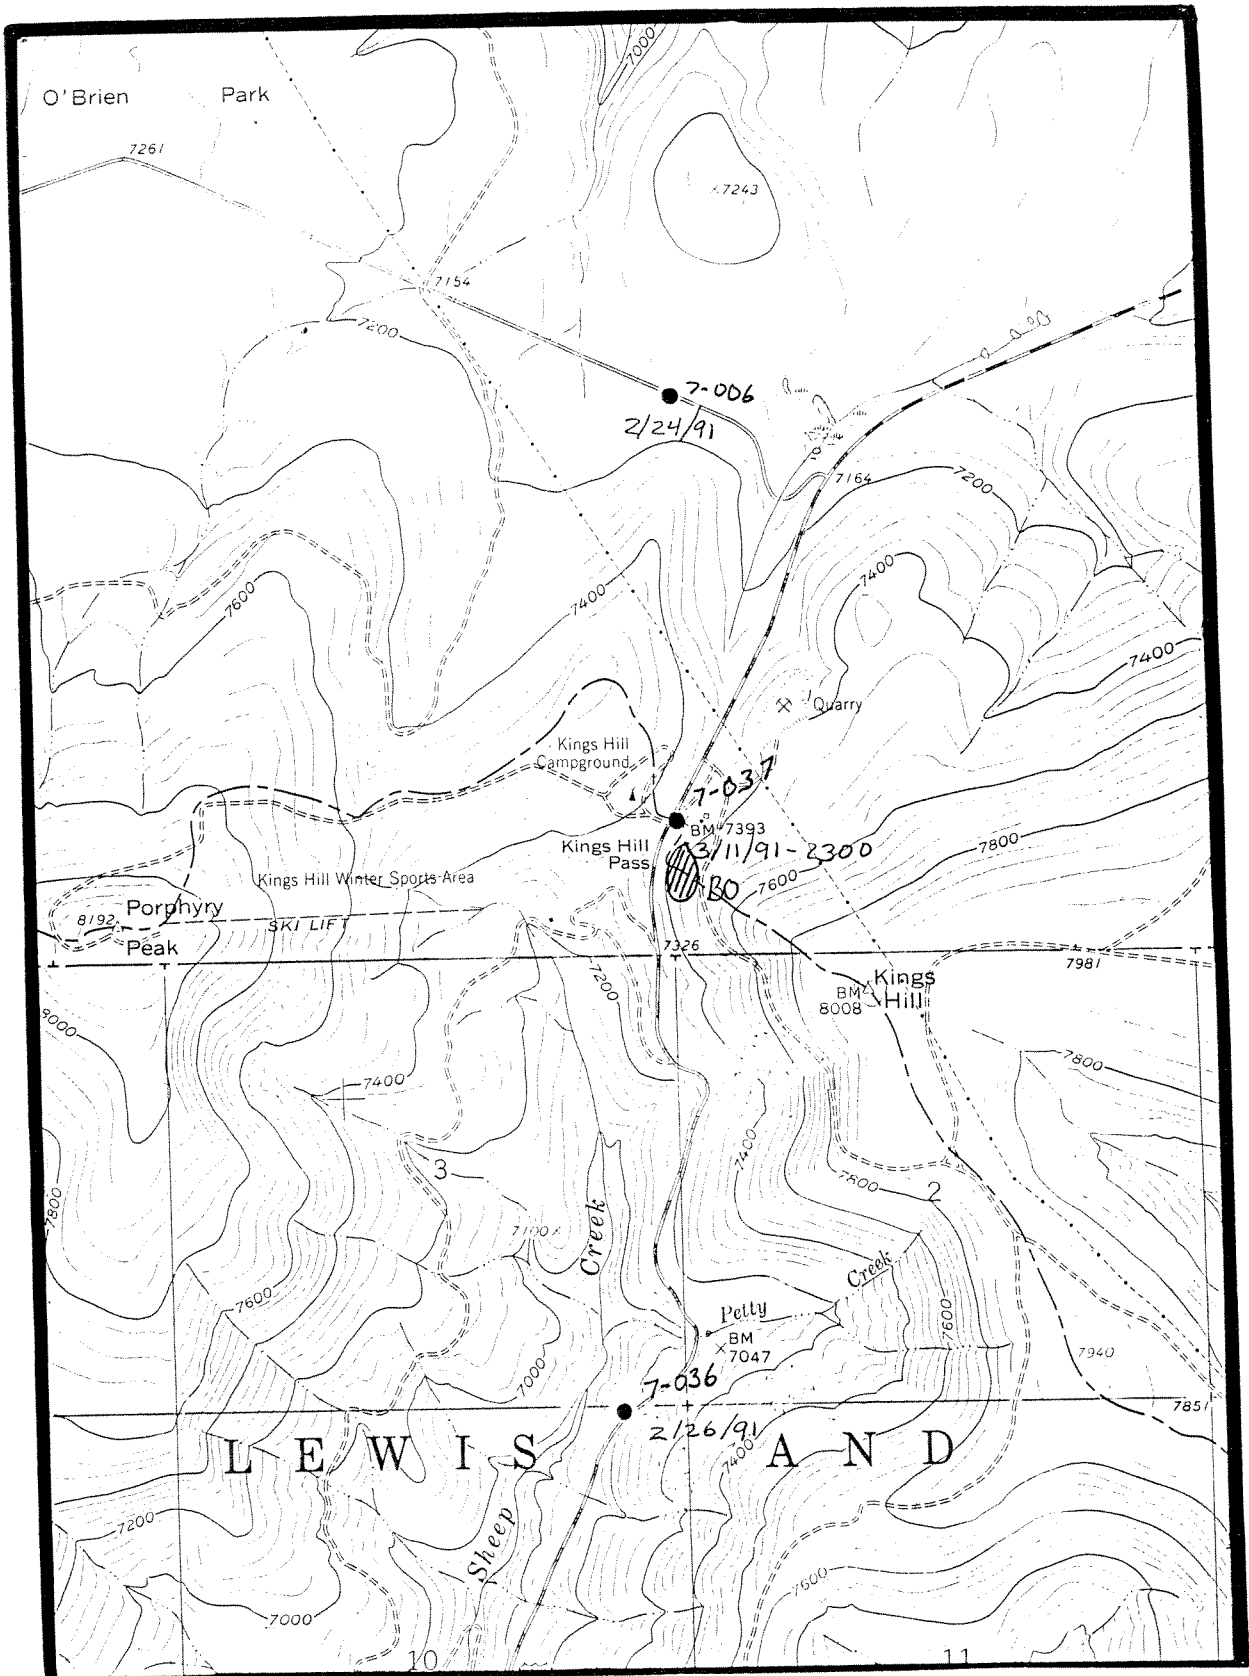 7000
O'Brien Park
7261
7243
7154
7200
7-006
2/24/91
7164
7200
7400
7600
7400
7400
Quarry
Kings Hill
Campground
7-037
BM 7393
Kings Hill
Pass
3/11/91-2300
7800
7600
BO
Kings Hill Winter Sports Area
8192
Porphyry
Peak
SKI LIFT
7326
7981
7200
Kings
Hill
BM
8008
8000
7800
7400
7400
3
7800
2
7800
7100
Creek
Creek
7600
Petty
7600
BM
7047
7940
7000
7-036
7851
2/26/91
LEWIS AND
7400
7200
Sheep
7600
7000
10
11